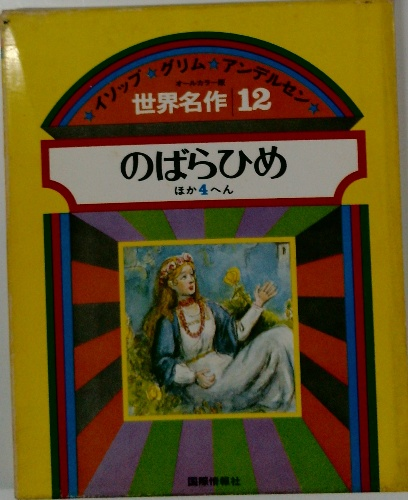 ★イソップ★グリム★アンデルセン★
オールカラー版
世界名作 12
のばらひめ
ほか4へん
国際情報社